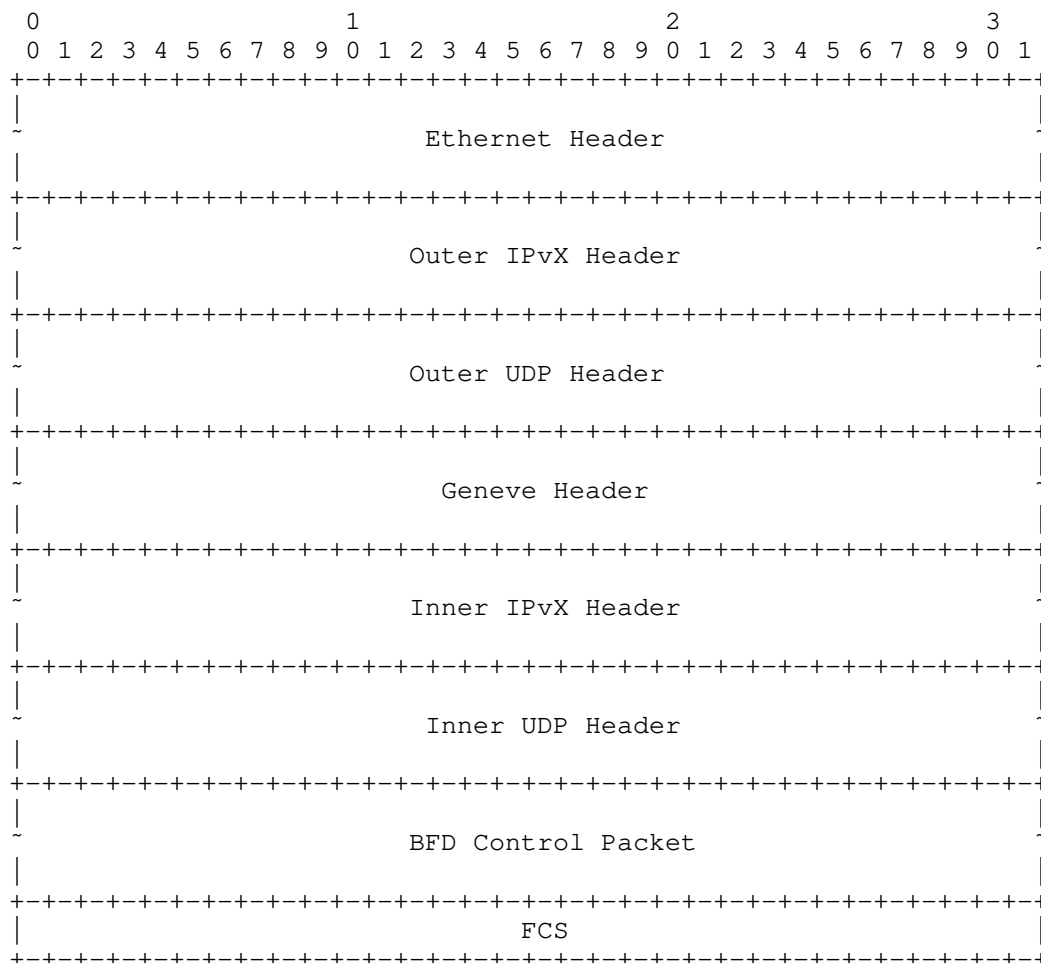 0                   1                   2                   3
0 1 2 3 4 5 6 7 8 9 0 1 2 3 4 5 6 7 8 9 0 1 2 3 4 5 6 7 8 9 0 1
+-+-+-+-+-+-+-+-+-+-+-+-+-+-+-+-+-+-+-+-+-+-+-+-+-+-+-+-+-+-+-+-+
|                                                               |
~                      Ethernet Header                          ~
|                                                               |
+-+-+-+-+-+-+-+-+-+-+-+-+-+-+-+-+-+-+-+-+-+-+-+-+-+-+-+-+-+-+-+-+
|                                                               |
~                     Outer IPvX Header                         ~
|                                                               |
+-+-+-+-+-+-+-+-+-+-+-+-+-+-+-+-+-+-+-+-+-+-+-+-+-+-+-+-+-+-+-+-+
|                                                               |
~                     Outer UDP Header                          ~
|                                                               |
+-+-+-+-+-+-+-+-+-+-+-+-+-+-+-+-+-+-+-+-+-+-+-+-+-+-+-+-+-+-+-+-+
|                                                               |
~                       Geneve Header                           ~
|                                                               |
+-+-+-+-+-+-+-+-+-+-+-+-+-+-+-+-+-+-+-+-+-+-+-+-+-+-+-+-+-+-+-+-+
|                                                               |
~                     Inner IPvX Header                         ~
|                                                               |
+-+-+-+-+-+-+-+-+-+-+-+-+-+-+-+-+-+-+-+-+-+-+-+-+-+-+-+-+-+-+-+-+
|                                                               |
~                      Inner UDP Header                         ~
|                                                               |
+-+-+-+-+-+-+-+-+-+-+-+-+-+-+-+-+-+-+-+-+-+-+-+-+-+-+-+-+-+-+-+-+
|                                                               |
~                     BFD Control Packet                        ~
|                                                               |
+-+-+-+-+-+-+-+-+-+-+-+-+-+-+-+-+-+-+-+-+-+-+-+-+-+-+-+-+-+-+-+-+
|                            FCS                                |
+-+-+-+-+-+-+-+-+-+-+-+-+-+-+-+-+-+-+-+-+-+-+-+-+-+-+-+-+-+-+-+-+